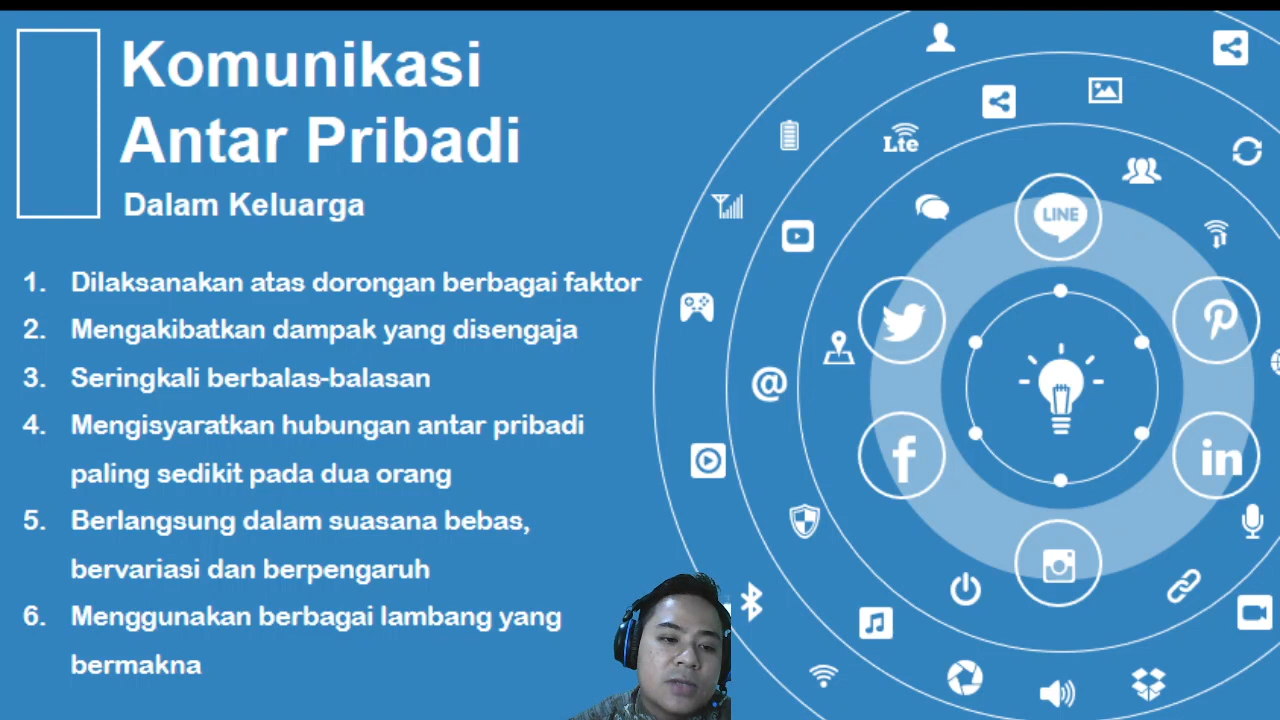 Komunikasi
Antar Pribadi
Dalam Keluarga
1. Dilaksanakan atas dorongan berbagai faktor
2. Mengakibatkan dampak yang disengaja
3. Seringkali berbalas-balasan
4. Mengisyaratkan hubungan antar pribadi
paling sedikit pada dua orang
5. Berlangsung dalam suasana bebas,
bervariasi dan berpengaruh
6. Menggunakan berbagai lambang yang
bermakna
Lte
LINE
@
f
in